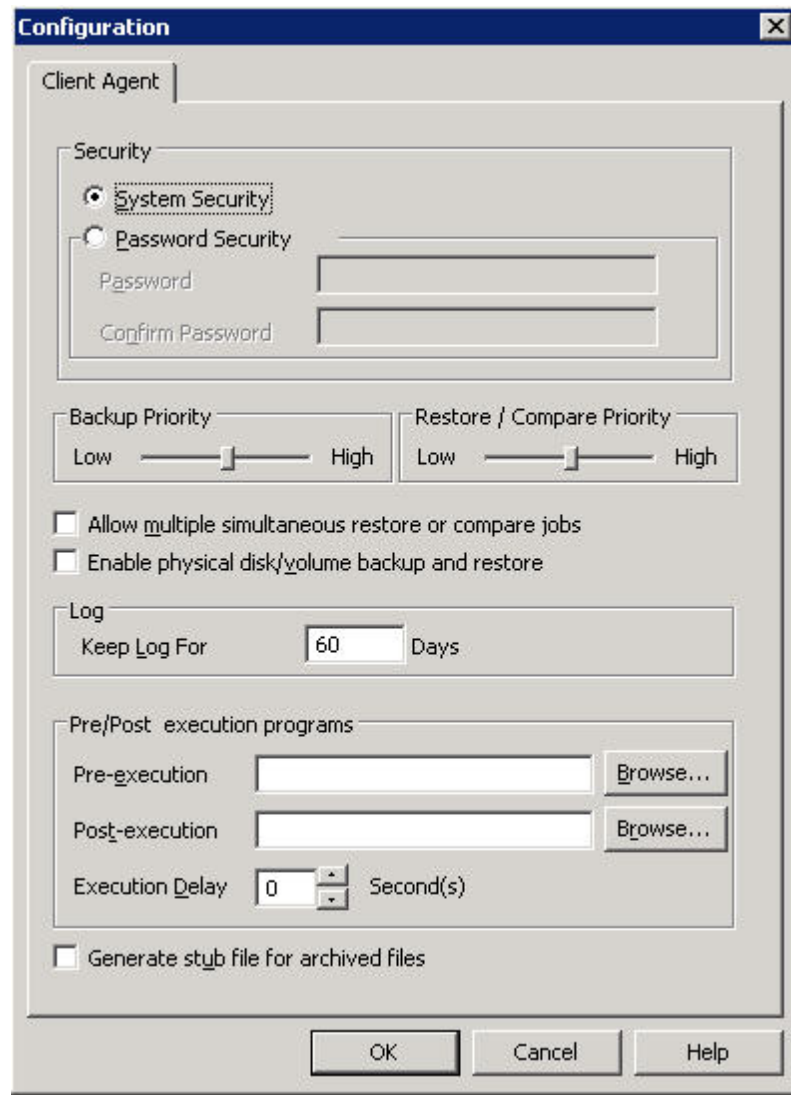 Configuration
Client Agent
Security
System Security
Password Security
Password
Confirm Password
Backup Priority
Low High
Restore / Compare Priority
Low High
Allow multiple simultaneous restore or compare jobs
Enable physical disk/volume backup and restore
Log
Keep Log For 60 Days
Pre/Post execution programs
Pre-execution Browse...
Post-execution Browse...
Execution Delay 0 Second(s)
Generate stub file for archived files
OK Cancel Help